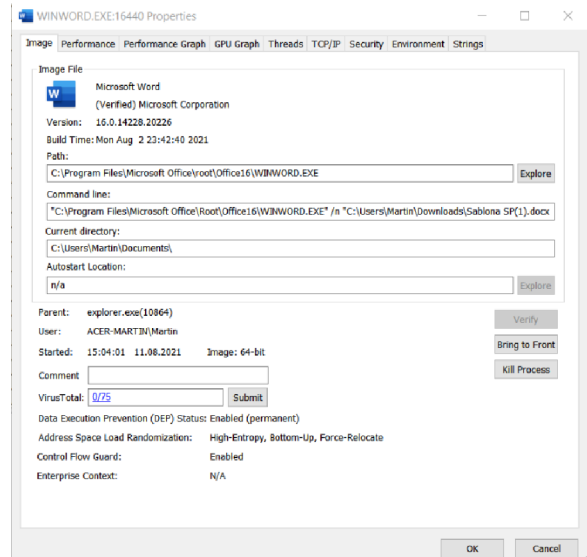 WINWORD.EXE:16440 Properties
Image Performance Performance Graph GPU Graph Threads TCP/IP Security Environment Strings
Image File
Microsoft Word
(Verified) Microsoft Corporation
Version: 16.0.14228.20226
Build Time: Mon Aug 2 23:42:40 2021
Path:
C:\Program Files\Microsoft Office\root\Office16\WINWORD.EXE Explore
Command line:
"C:\Program Files\Microsoft Office\Root\Office16\WINWORD.EXE" /n "C:\Users\Martin\Downloads\Sablona SP(1).docx
Current directory:
C:\Users\Martin\Documents\
Autostart Location:
n/a Explore
Parent: explorer.exe(10864) Verify
User: ACER-MARTIN\Martin
Started: 15:04:01 11.08.2021 Image: 64-bit Bring to Front
Comment Kill Process
VirusTotal: 0/75 Submit
Data Execution Prevention (DEP) Status: Enabled (permanent)
Address Space Load Randomization: High-Entropy, Bottom-Up, Force-Relocate
Control Flow Guard: Enabled
Enterprise Context: N/A
OK Cancel